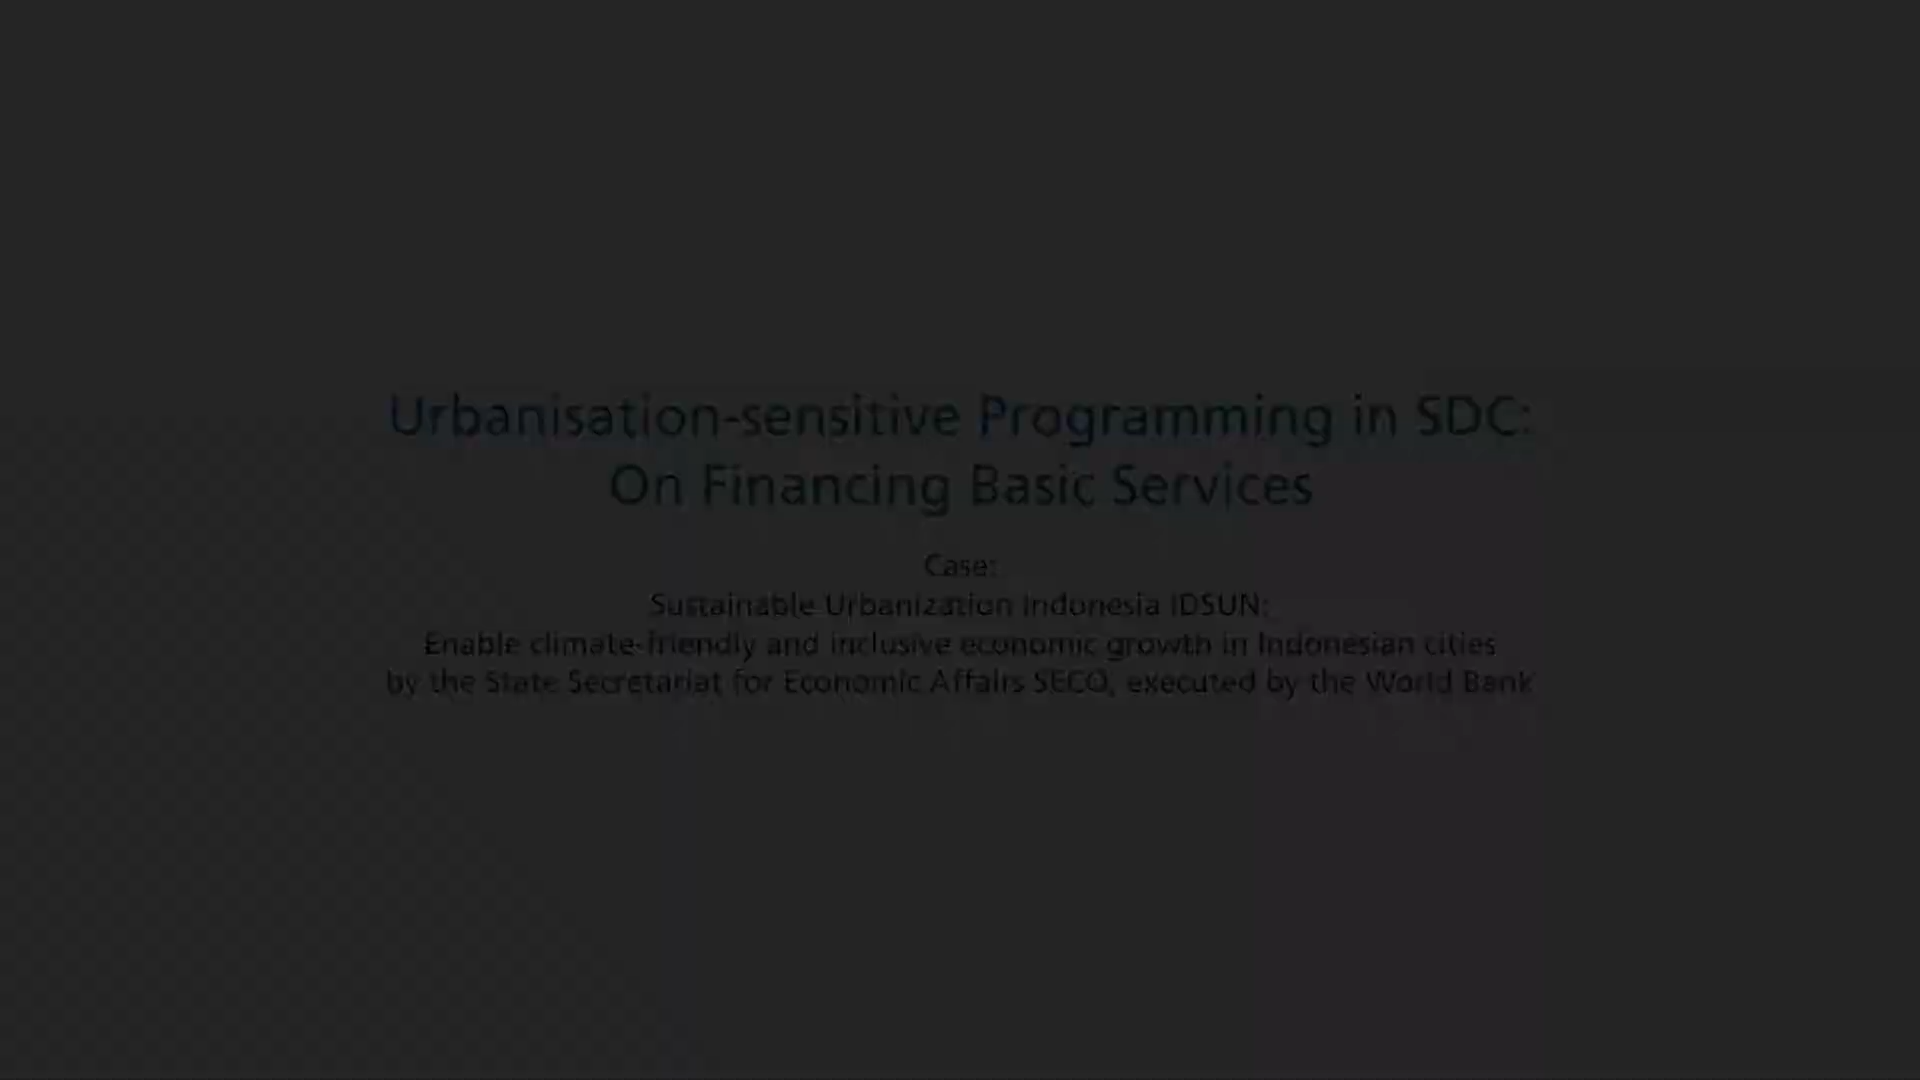 Urbanisation-sensitive Programming in SDC:
On Financing Basic Services
Case:
Sustainable Urbanization Indonesia IDSUN:
Enable climate-friendly and inclusive economic growth in Indonesian cities
by the State Secretariat for Economic Affairs SECO, executed by the World Bank